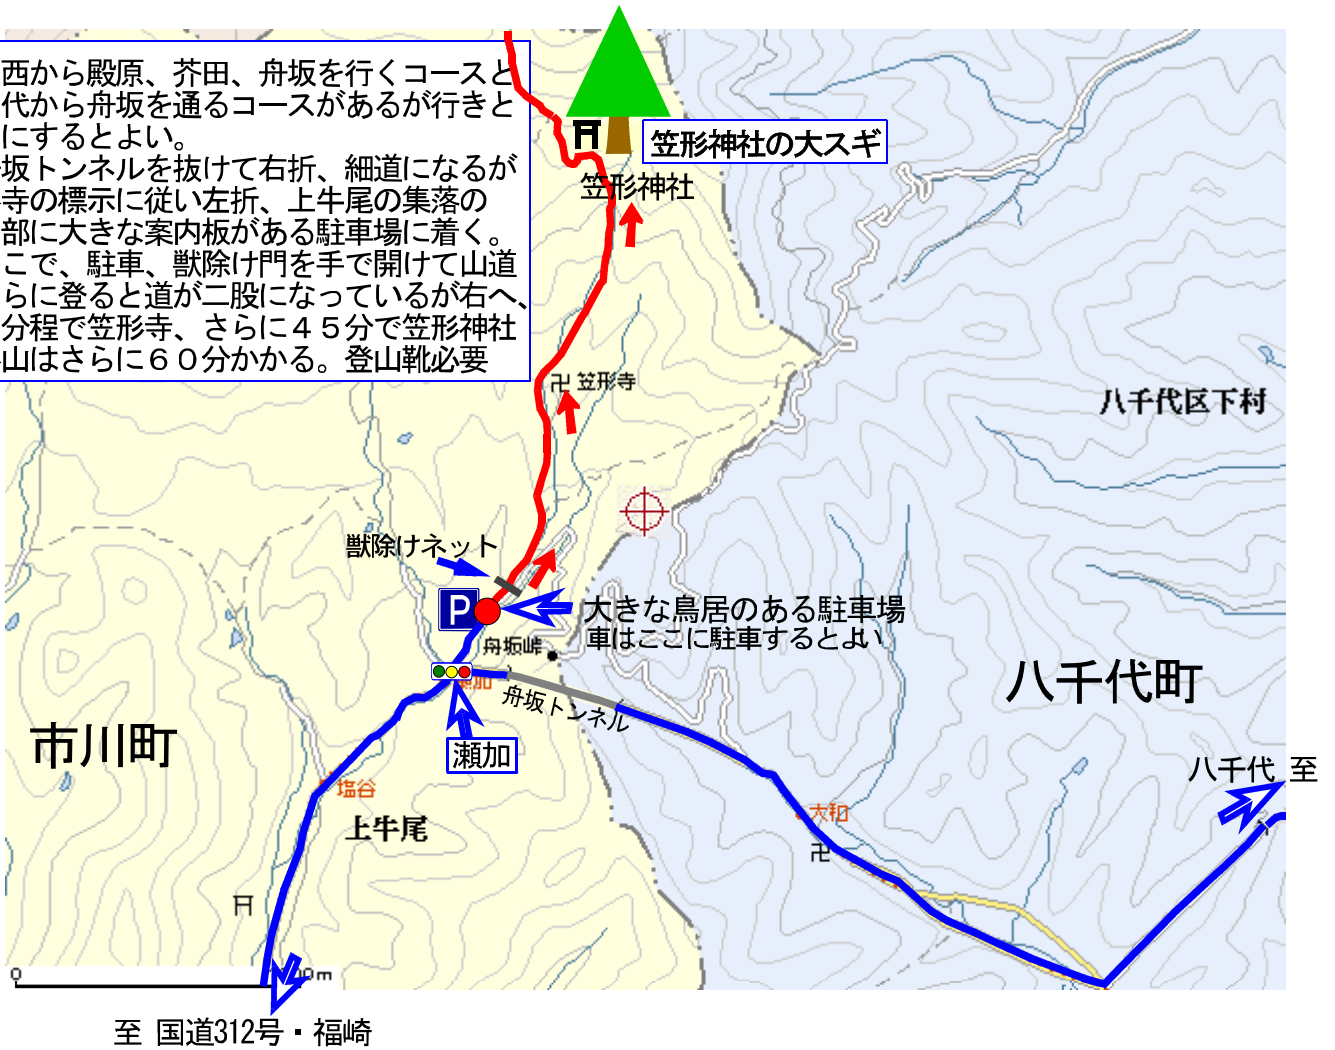 西から殿原、芥田、舟坂を行くコースと
代から舟坂を通るコースがあるが行きと
にするとよい。
坂トンネルを抜けて右折、細道になるが
寺の標示に従い左折、上牛尾の集落の
部に大きな案内板がある駐車場に着く。
こで、駐車、獣除け門を手で開けて山道
らに登ると道が二股になっているが右へ、
分程で笠形寺、さらに４５分で笠形神社
山はさらに６０分かかる。登山靴必要
笠形神社の大スギ
笠形神社
笠形寺
八千代区下村
獣除けネット
P
大きな鳥居のある駐車場
車はここに駐車するとよい
舟坂峠
舟坂トンネル
瀬加
八千代町
市川町
八千代 至
塩谷
大和
上牛尾
0
m
至 国道312号・福崎